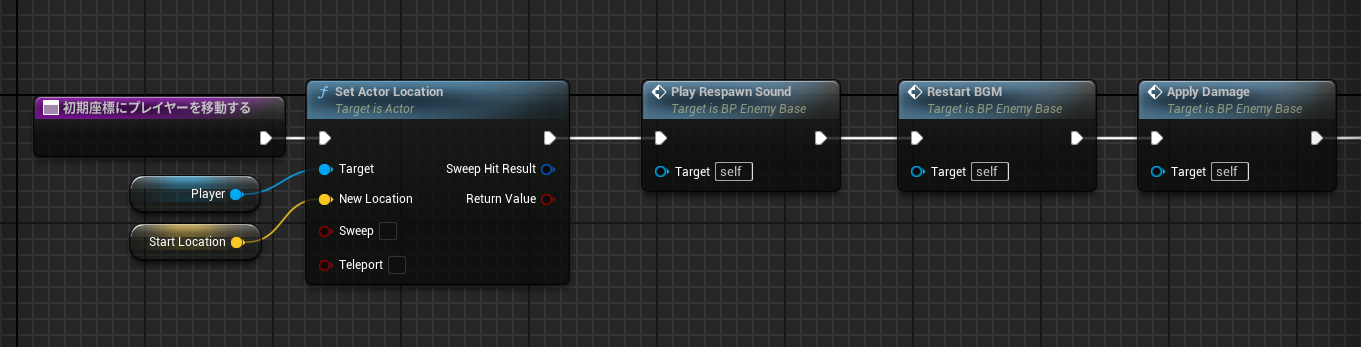 初期座標にプレイヤーを移動する
Player
Start Location
Set Actor Location
Target is Actor
Target
Sweep Hit Result
New Location
Return Value
Sweep
Teleport
Play Respawn Sound
Target is BP Enemy Base
Target self
Restart BGM
Target is BP Enemy Base
Target self
Apply Damage
Target is BP Enemy Base
Target self